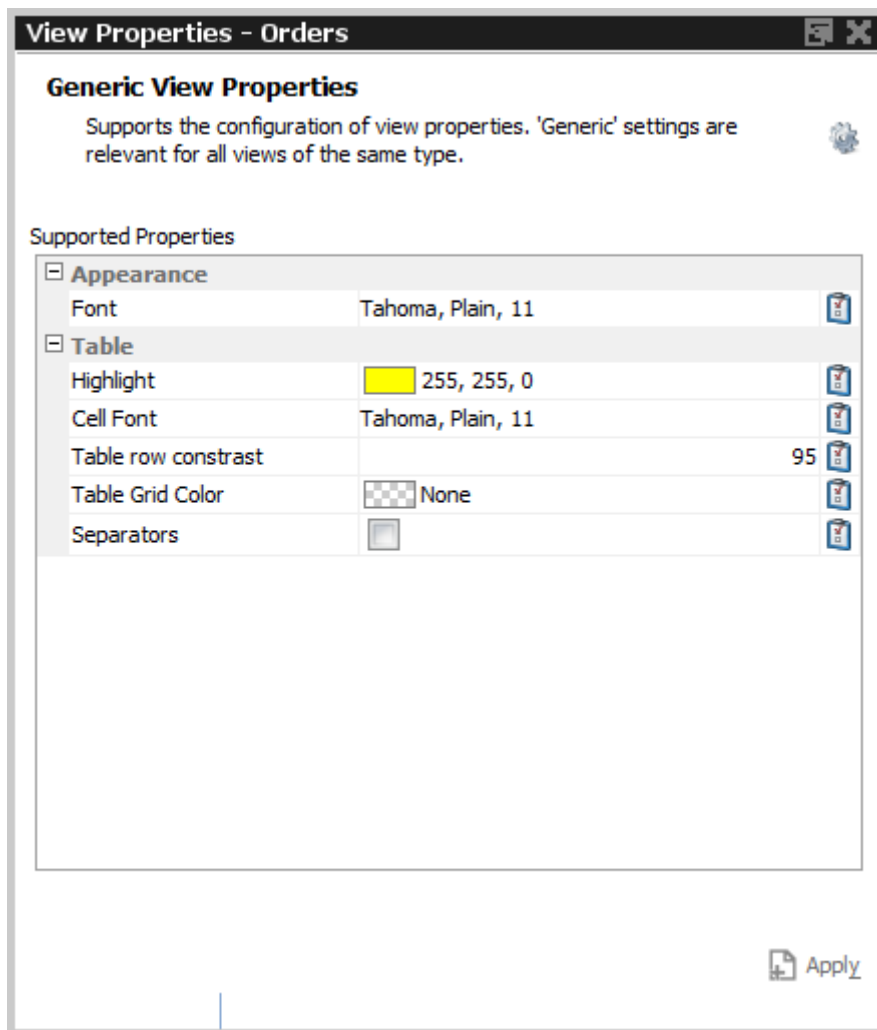 View Properties - Orders
Generic View Properties
Supports the configuration of view properties. 'Generic' settings are
relevant for all views of the same type.
Supported Properties
Appearance
Font Tahoma, Plain, 11
Table
Highlight 255, 255, 0
Cell Font Tahoma, Plain, 11
Table row constrast 95
Table Grid Color None
Separators
Apply